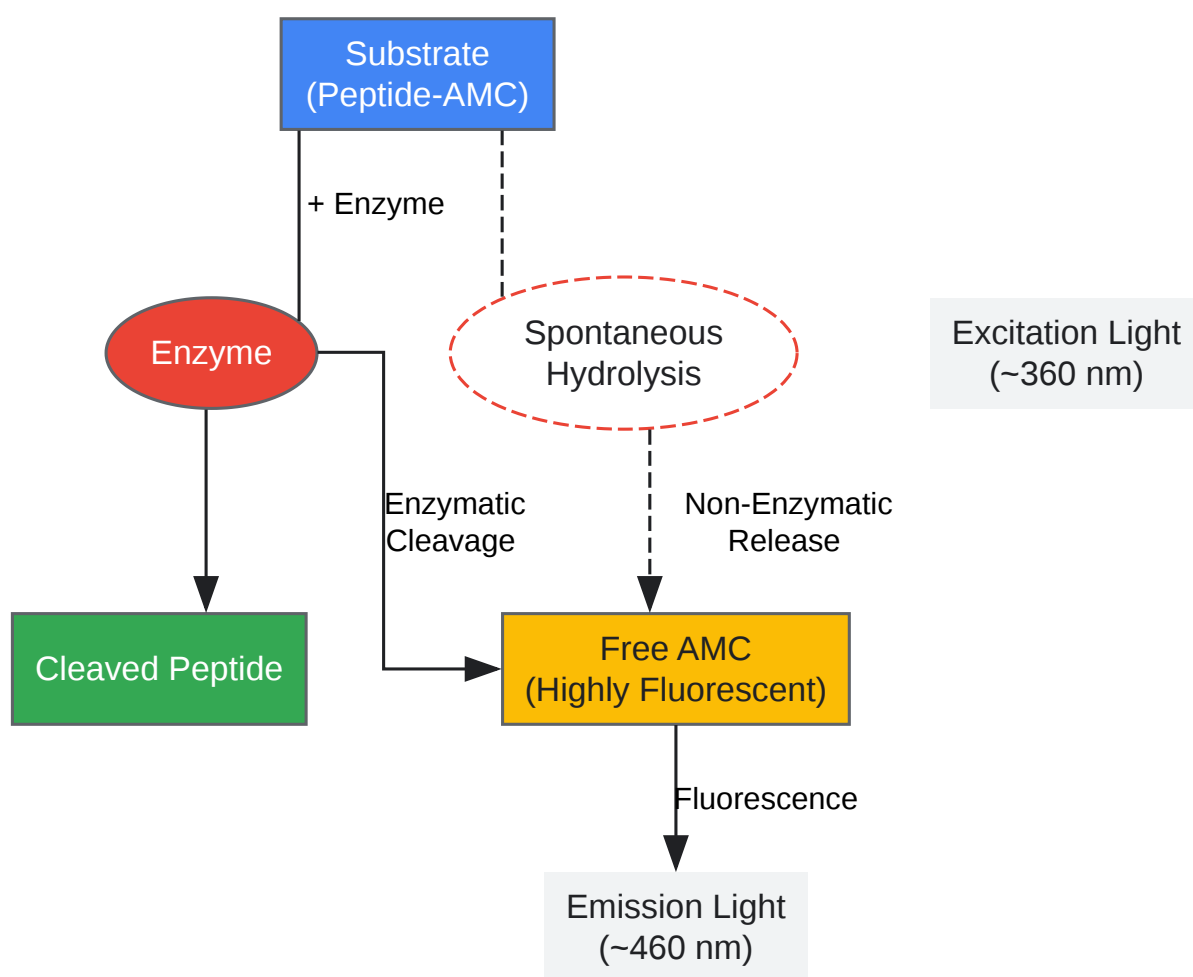 Substrate
(Peptide-AMC)
+ Enzyme
Enzyme
Spontaneous
Hydrolysis
Excitation Light
(~360 nm)
Enzymatic
Cleavage
Non-Enzymatic
Release
Cleaved Peptide
Free AMC
(Highly Fluorescent)
Fluorescence
Emission Light
(~460 nm)